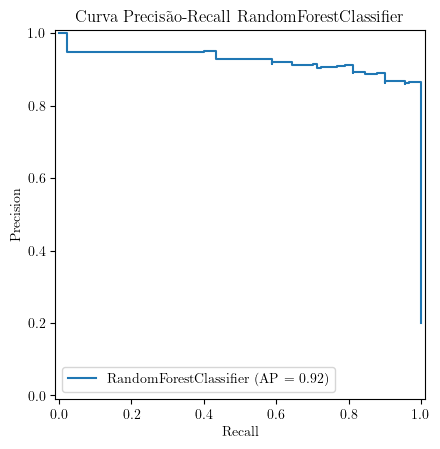 Curva Precisão-Recall RandomForestClassifier
1.0
0.8
0.6
0.4
0.2
0.0
Precision
RandomForestClassifier (AP = 0.92)
0.0 0.2 0.4 0.6 0.8 1.0
Recall